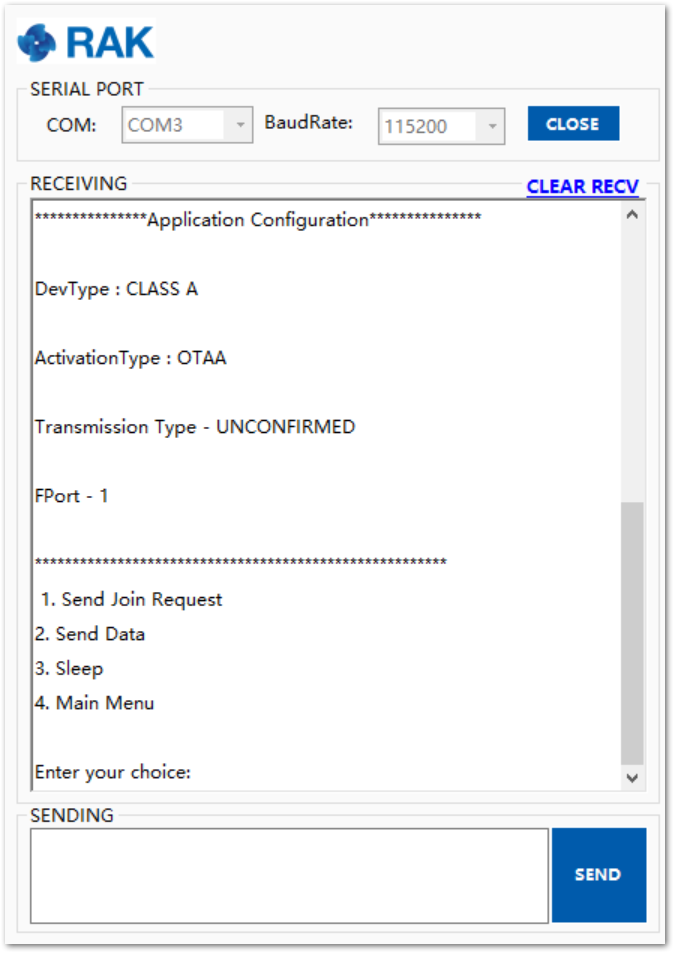 RAK
SERIAL PORT
COM: COM3 BaudRate: 115200 CLOSE
RECEIVING CLEAR RECV
***************Application Configuration***************
DevType : CLASS A
ActivationType : OTAA
Transmission Type - UNCONFIRMED
FPort - 1
*******************************************************
1. Send Join Request
2. Send Data
3. Sleep
4. Main Menu
Enter your choice:
SENDING
SEND